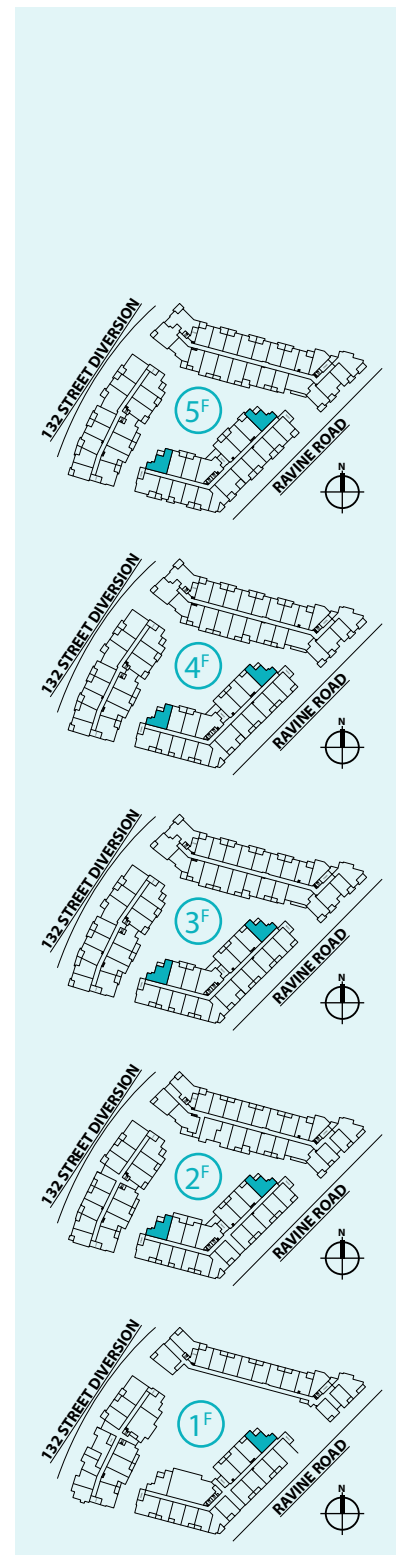 132 STREET DIVERSION
5F
RAVINE ROAD
N
132 STREET DIVERSION
4F
RAVINE ROAD
N
132 STREET DIVERSION
3F
RAVINE ROAD
N
132 STREET DIVERSION
2F
RAVINE ROAD
N
132 STREET DIVERSION
1F
RAVINE ROAD
N